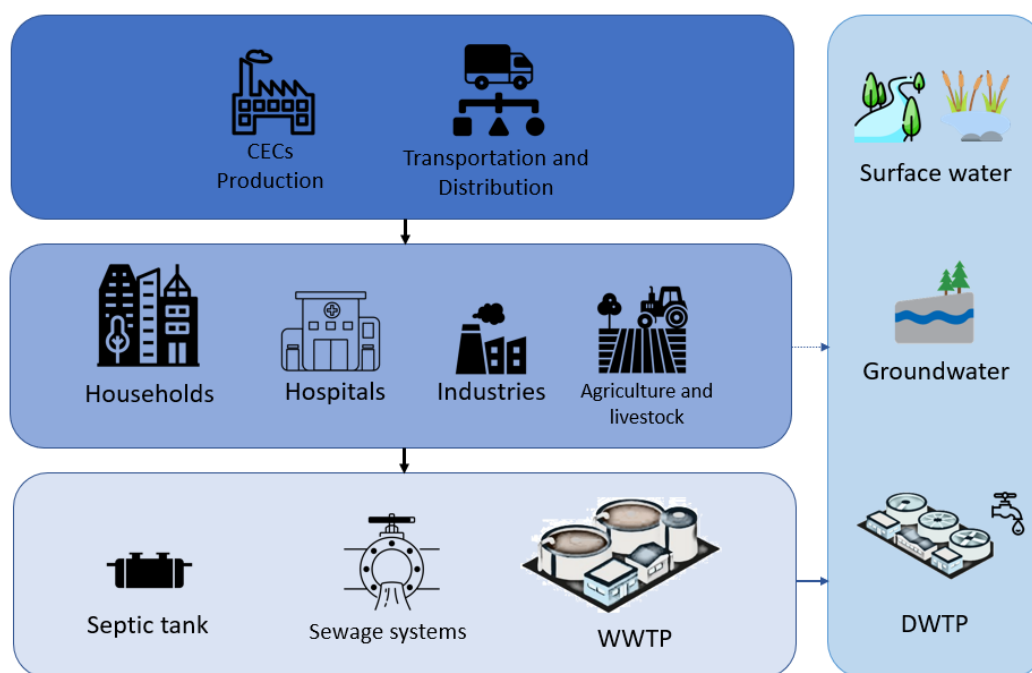 CECs
Production
Transportation and
Distribution
Households
Hospitals
Industries
Agriculture and
livestock
Septic tank
Sewage systems
WWTP
Surface water
Groundwater
DWTP